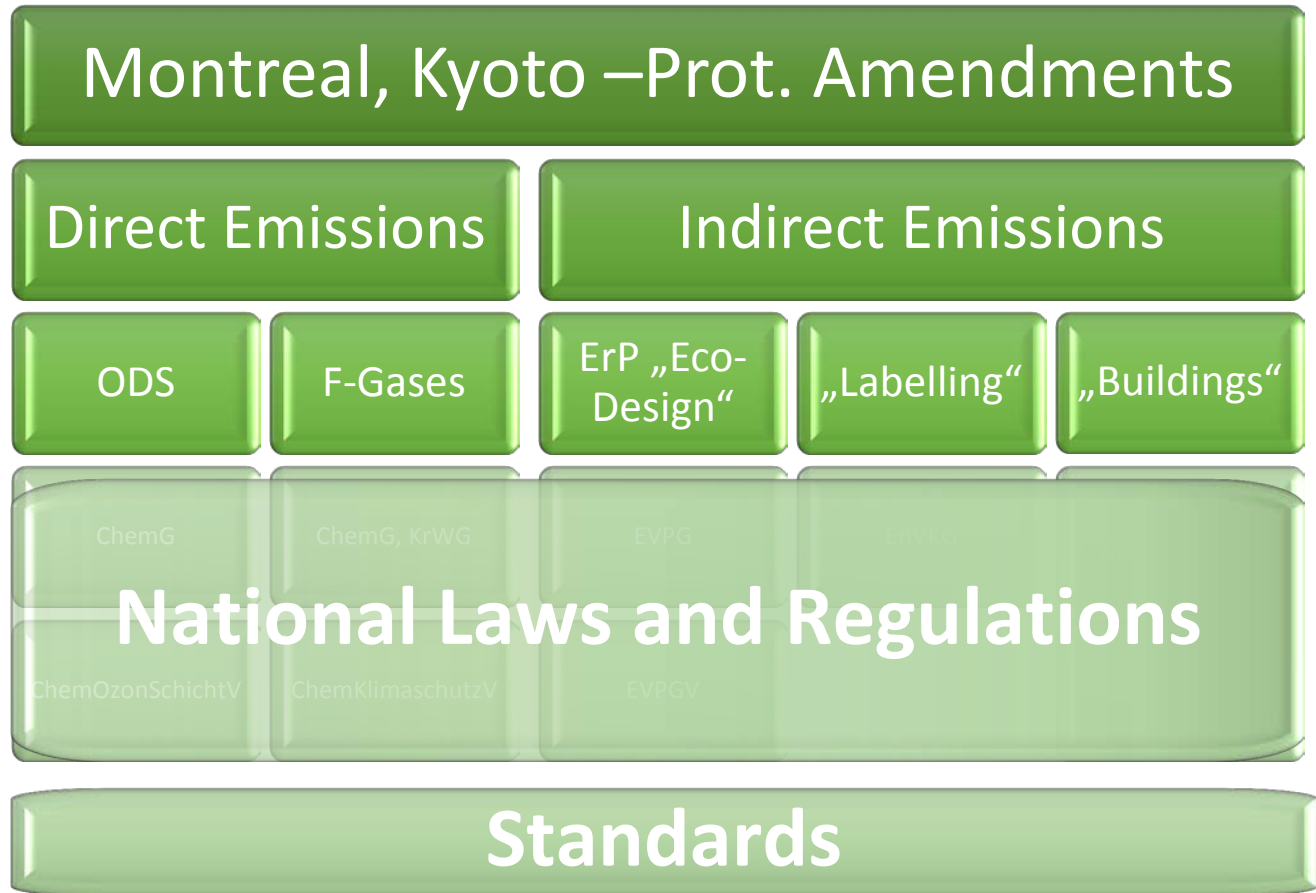 Montreal, Kyoto –Prot. Amendments
Direct Emissions
Indirect Emissions
ODS
F-Gases
ErP „Eco-
Design“
„Labelling“
„Buildings“
ChemG
ChemG, KrWG
EVPG
EnVKG
National Laws and Regulations
ChemOzonSchichtV
ChemKlimaschutzV
EVPGV
Standards